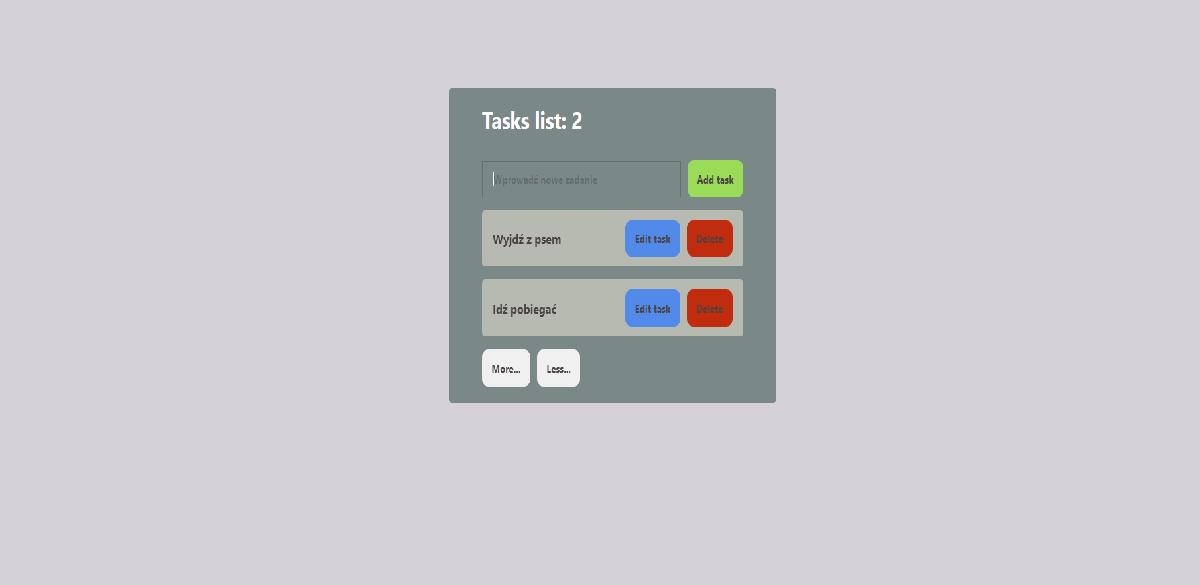 Tasks list: 2
Wprowadź nowe zadanie
Add task
Wyjdź z psem
Edit task
Delete
Idź pobiegać
Edit task
Delete
More...
Less...